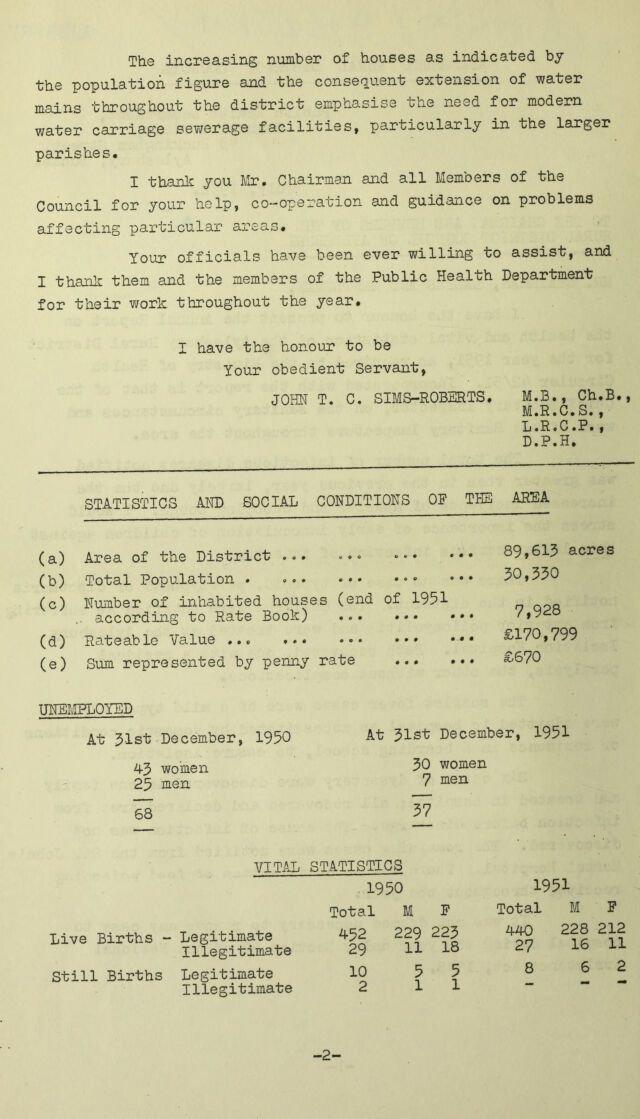 The increasing number of houses as indicated by
the population figure and the consequent extension of water
mains throughout the district emphasise the need for modern
water carriage sewerage facilities, particularly in the larger
parishes.
I thank you Mr. Chairman and all Members of the
Council for your help, co-operation and guidance on problems
affecting particular areas.
Your officials have been ever willing to assist, and
I thank them and the members of the Public Health Department
for their work throughout the year.
I have the honour to be
Your obedient Servant,
JOHN T. C. SIMS-ROBERTS. M.B., Ch.B.,
M.R.C.S.,
L.R.C.P.,
D.P.H.
STATISTICS AND SOCIAL CONDITIONS OF THE AREA
(a) Area of the District ... ... ... ... 89,613 acres
(b) Total Population . ... ... ... ... 30,330
(c) Number of inhabited houses (end of 1951
according to Rate Book) ... ... ... 7,928
(d) Rateable Value ... ... ... ... ... £170,799
(e) Sum represented by penny rate ... ... £670
UNEMPLOYED
At 31st December, 1950 At 31st December, 1951
43 women 30 women
25 men 7 men
68 37
VITAL STATISTICS
1950 1951
Total M F Total M F
Live Births - Legitimate 452 229 223 440 228 212
Illegitimate 29 11 18 27 16 11
Still Births Legitimate 10 5 5 8 6 2
Illegitimate 2 1 1 - - -
-2-